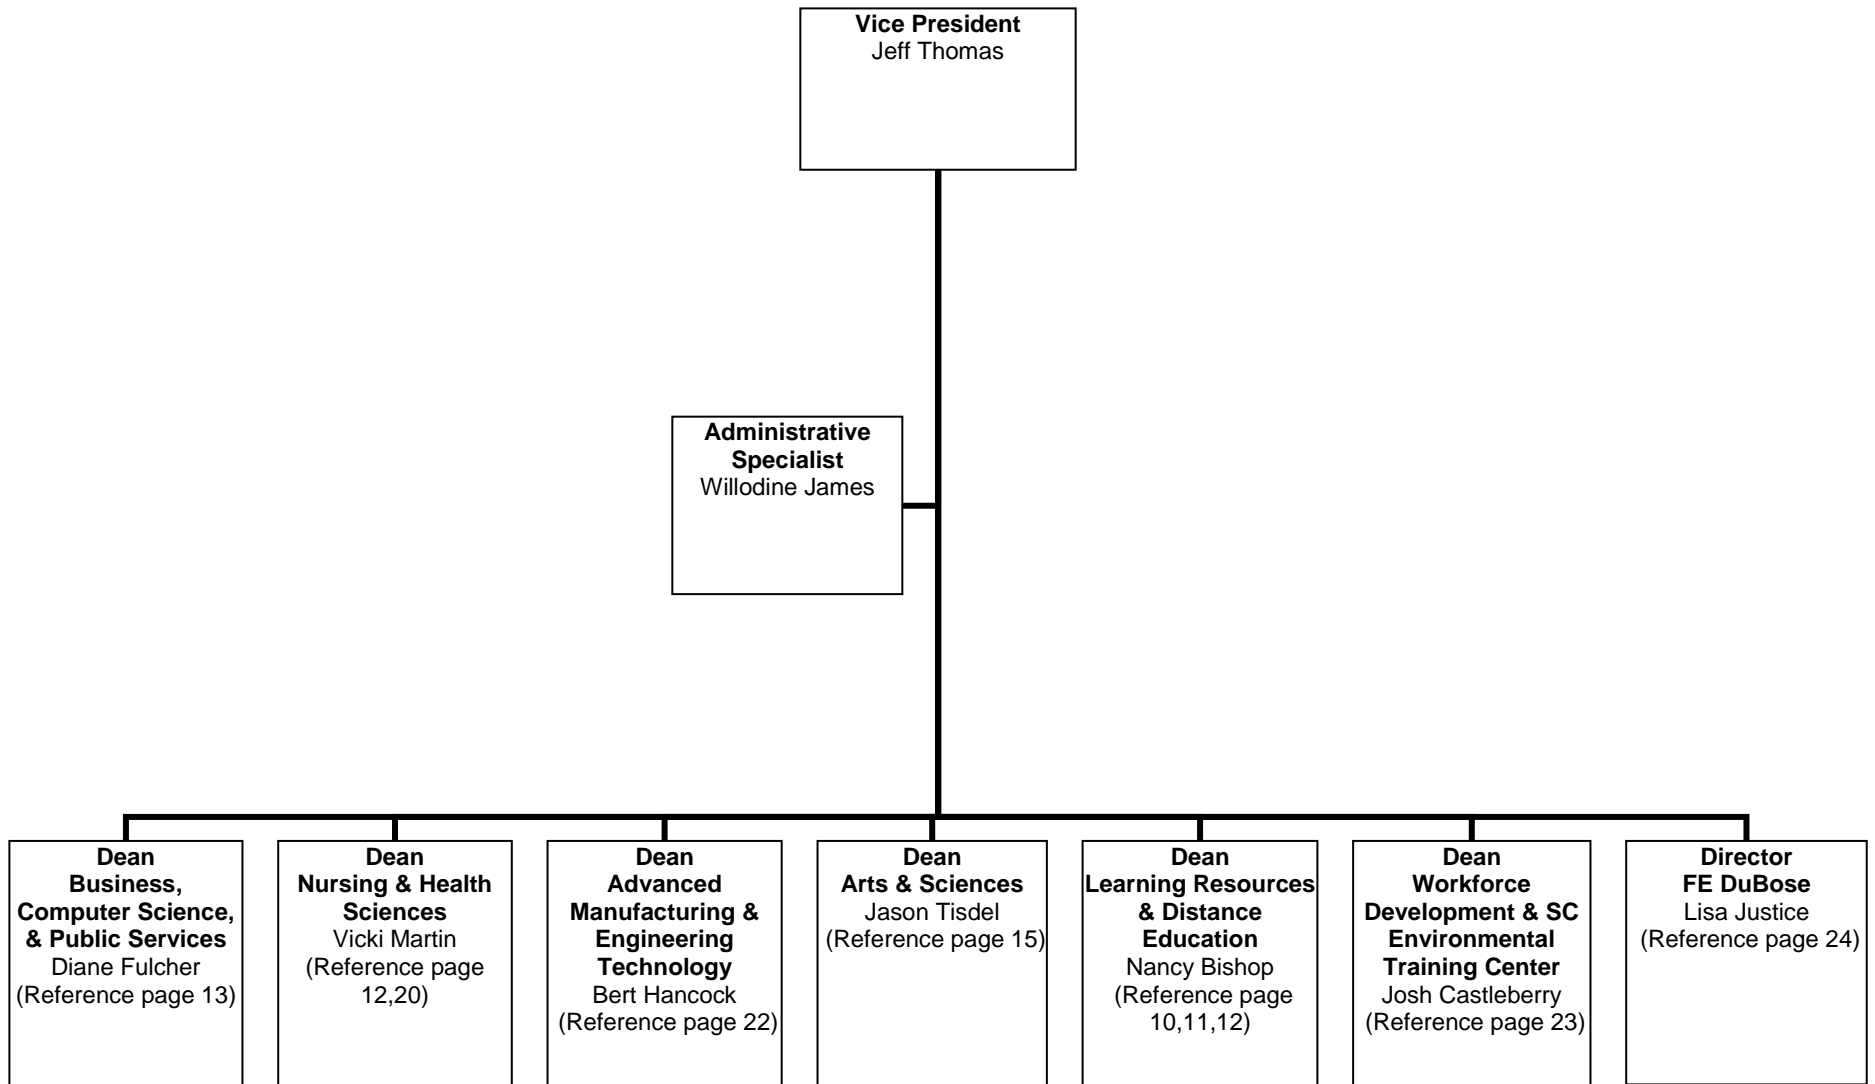 Vice President
Jeff Thomas
Administrative
Specialist
Willodine James
Dean
Business,
Computer Science,
& Public Services
Diane Fulcher
(Reference page 13)
Dean
Nursing & Health
Sciences
Vicki Martin
(Reference page
12,20)
Dean
Advanced
Manufacturing &
Engineering
Technology
Bert Hancock
(Reference page 22)
Dean
Arts & Sciences
Jason Tisdel
(Reference page 15)
Dean
Learning Resources
& Distance
Education
Nancy Bishop
(Reference page
10,11,12)
Dean
Workforce
Development & SC
Environmental
Training Center
Josh Castleberry
(Reference page 23)
Director
FE DuBose
Lisa Justice
(Reference page 24)